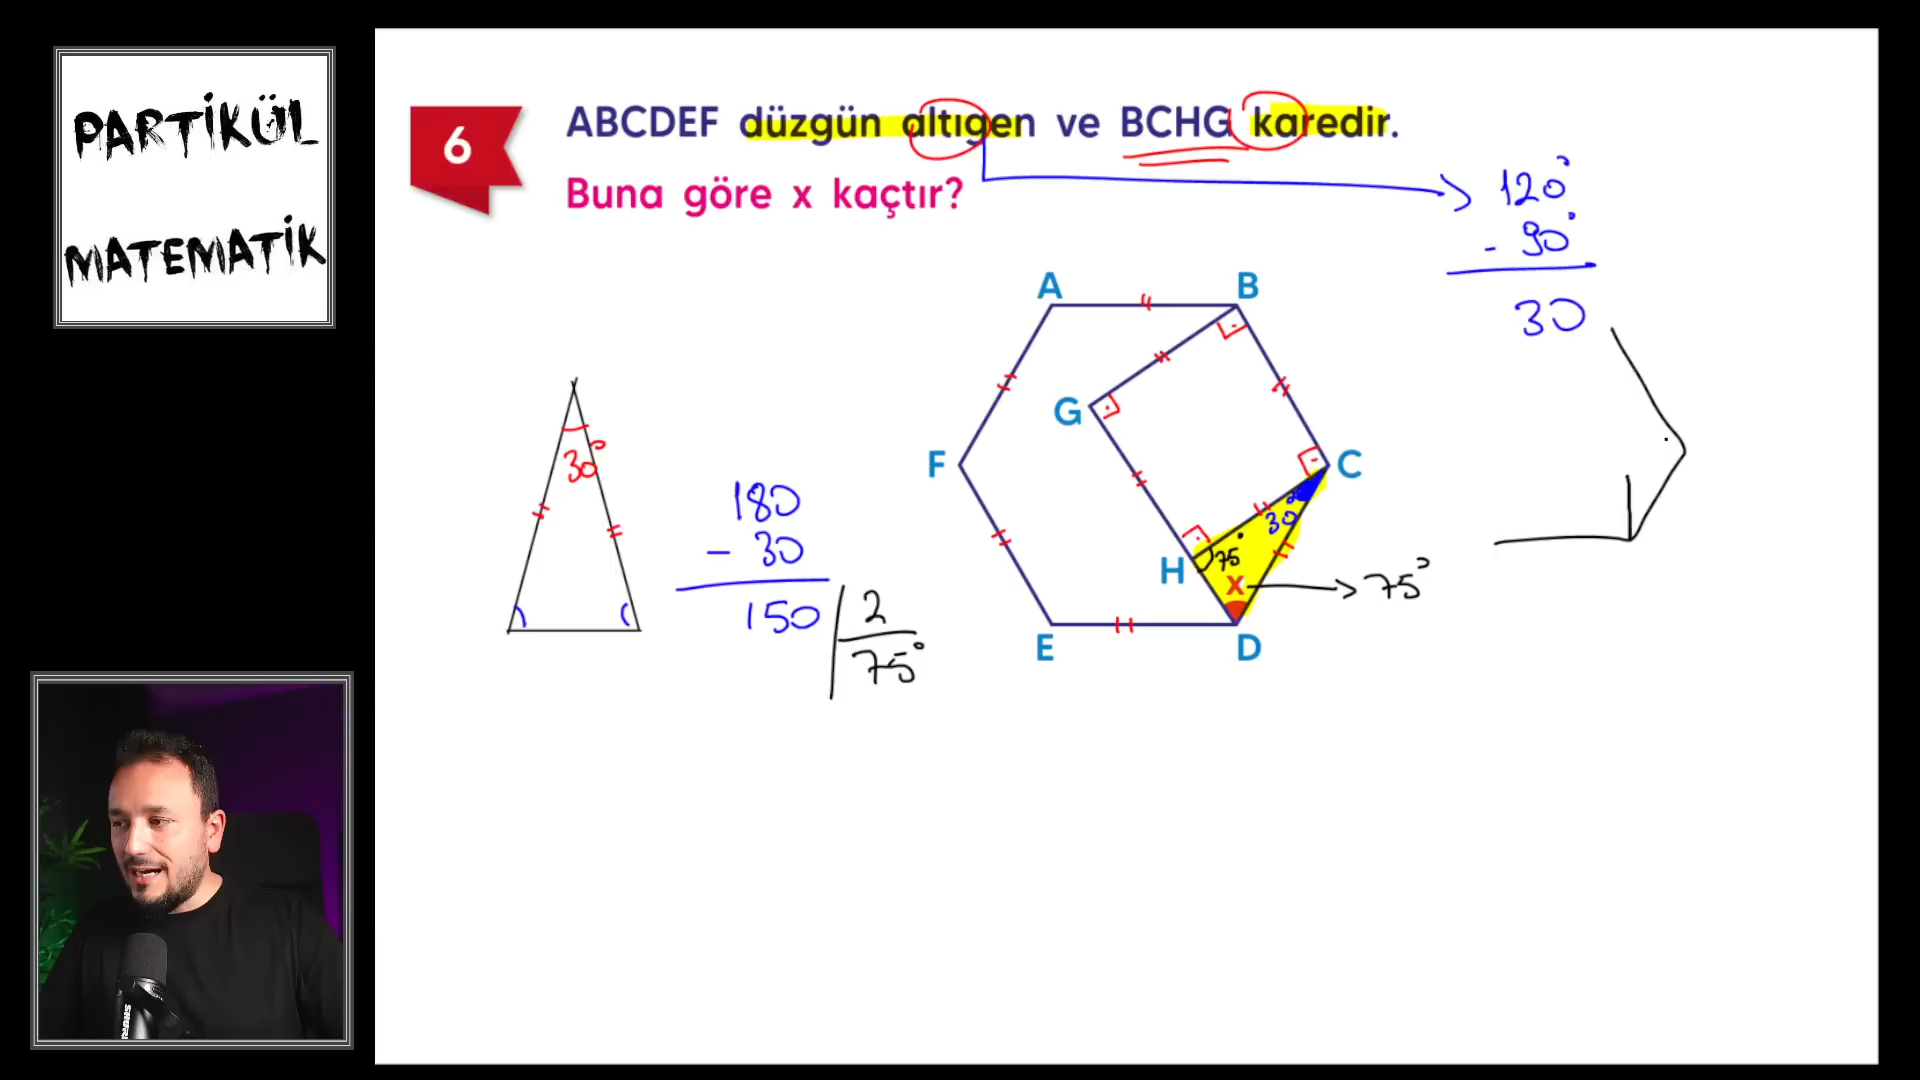 PARTİKÜL
MATEMATİK
6
ABCDEF düzgün altıgen ve BCHG karedir.
Buna göre x kaçtır?
120°
- 90°
30
A
B
G
F
C
H
E
D
30°
180
- 30
150
2
75°
30
75°
x
75°
SHURE